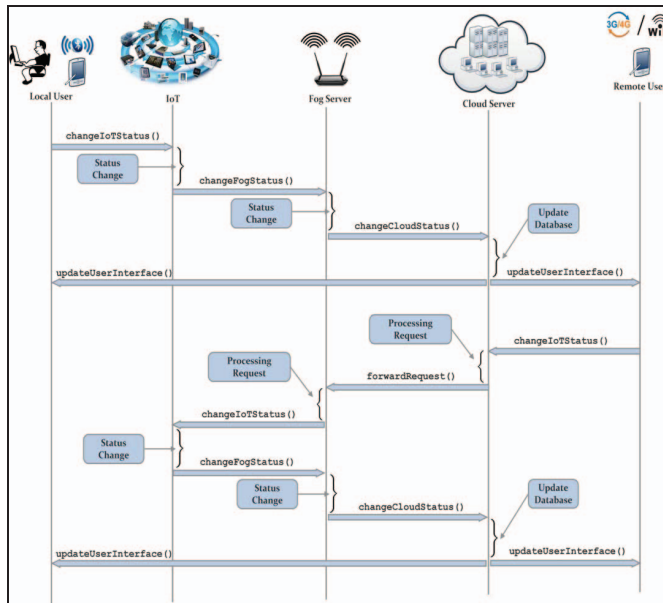 3G/4G / WiFi
Local User
IoT
Fog Server
Cloud Server
Remote User
changeIoTStatus()
Status
Change
changeFogStatus()
Status
Change
changeCloudStatus()
Update
Database
updateUserInterface()
updateUserInterface()
Processing
Request
changeIoTStatus()
Processing
Request
forwardRequest()
changeIoTStatus()
Status
Change
changeFogStatus()
Status
Change
Update
Database
changeCloudStatus()
updateUserInterface()
updateUserInterface()